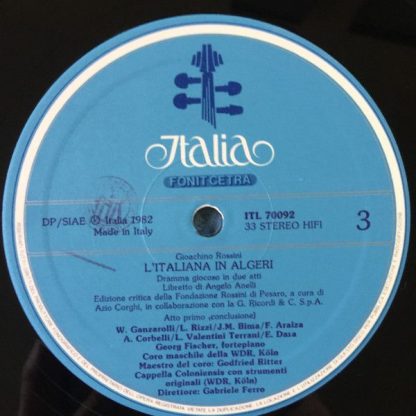 Italia
FONIT CETRA
DP/SIAE ℗ Italia 1982
Made in Italy
ITL 70092
33 STEREO HIFI
3
Gioachino Rossini
L'ITALIANA IN ALGERI
Dramma giocoso in due atti
Libretto di Angelo Anelli
Edizione critica della Fondazione Rossini di Pesaro, a cura di
Azio Corghi, in collaborazione con la G. Ricordi & C. S.p.A.
Atto primo (conclusione)
W. Ganzarolli/L. Rizzi/J.M. Bima/F. Araiza
A. Corbelli/L. Valentini Terrani/E. Dara
Georg Fischer, fortepiano
Coro maschile della WDR, Köln
Maestro del coro: Godfried Ritter
Cappella Coloniensis con strumenti
originali (WDR, Köln)
Direttore: Gabriele Ferro